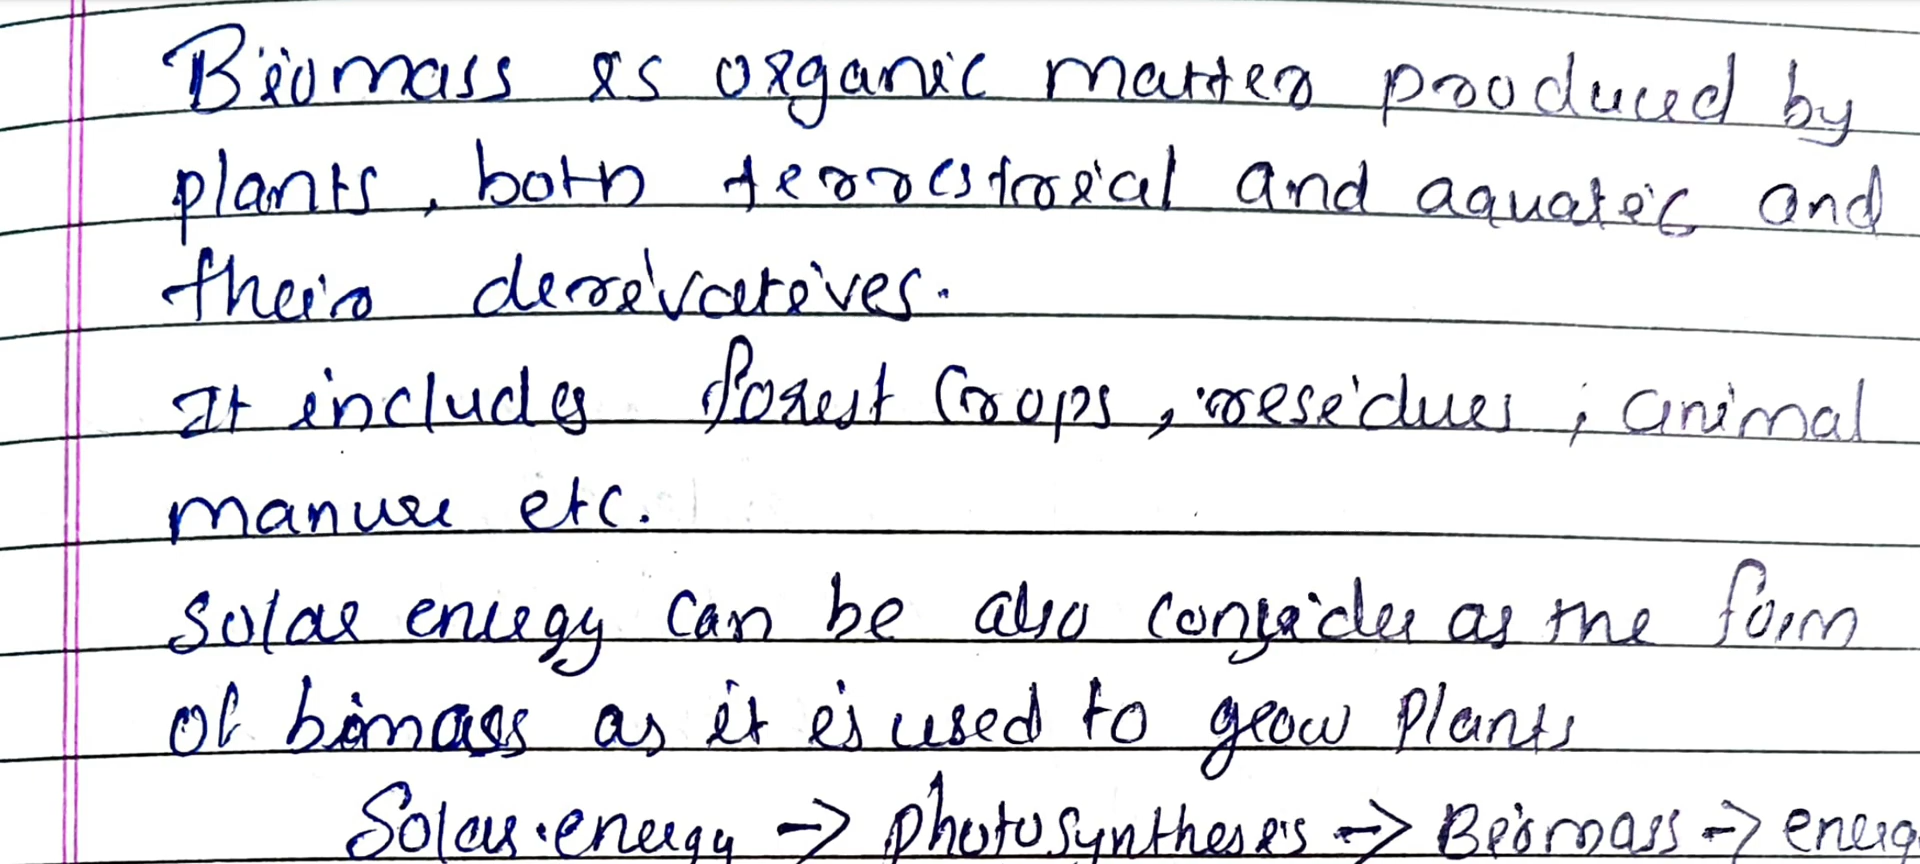 Biomass is organic matter produced by
plants, both terrestrial and aquatic and
their derivatives.
It includes forest crops, residues, animal
manure etc.
Solar energy can be also consider as the form
of bimass as it is used to grow Plants
Solar energy -> photosynthesis -> Biomass -> energ